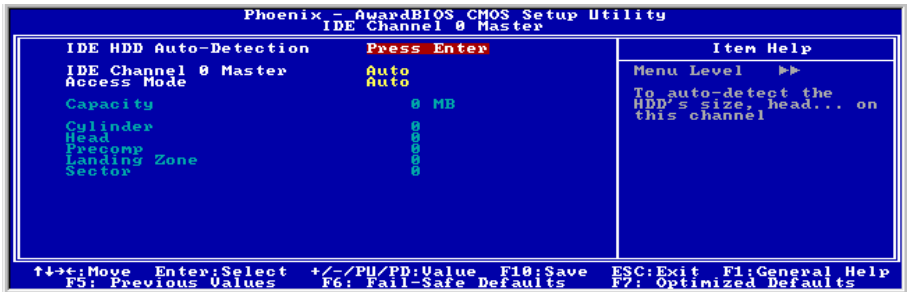 Phoenix - AwardBIOS CMOS Setup Utility
IDE Channel 0 Master
IDE HDD Auto-Detection Press Enter
IDE Channel 0 Master Auto
Access Mode Auto
Capacity 0 MB
Cylinder 0
Head 0
Precomp 0
Landing Zone 0
Sector 0
Item Help
Menu Level ▶▶
To auto-detect the
HDD's size, head... on
this channel
↑↓→←:Move Enter:Select +/-/PU/PD:Value F10:Save ESC:Exit F1:General Help
F5: Previous Values F6: Fail-Safe Defaults F7: Optimized Defaults